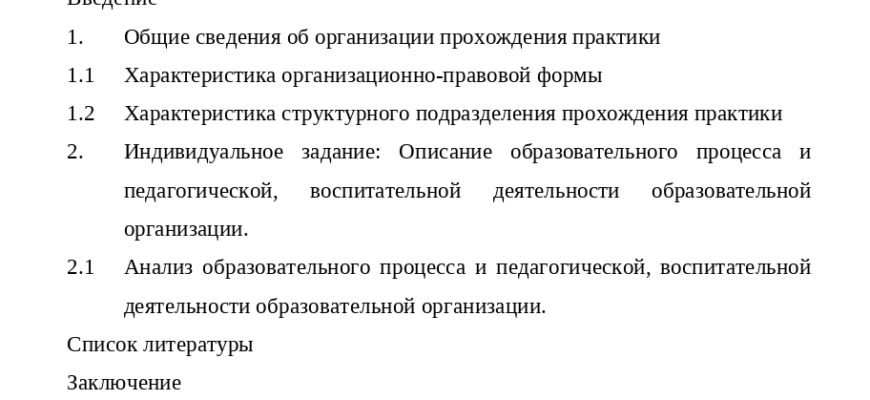 Введение
1. Общие сведения об организации прохождения практики
1.1 Характеристика организационно-правовой формы
1.2 Характеристика структурного подразделения прохождения практики
2. Индивидуальное задание: Описание образовательного процесса и
педагогической, воспитательной деятельности образовательной
организации.
2.1 Анализ образовательного процесса и педагогической, воспитательной
деятельности образовательной организации.
Список литературы
Заключение